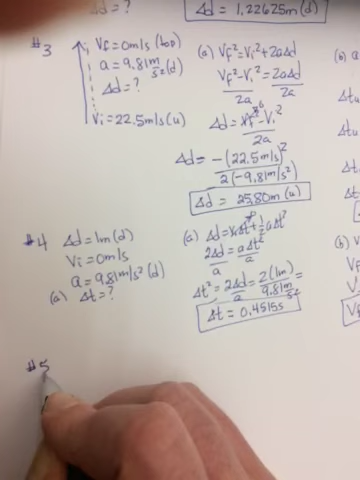 Δd = 1.22625m (d)
#3
Vf = 0m/s (top)
a = 9.81m/s² (d)
Δd = ?
Vi = 22.5m/s (u)
(a) Vf² = Vi² + 2aΔd
Vf² - Vi² = 2aΔd
2a 2a
Δd = Vf² - Vi²
2a
Δd = -(22.5m/s)²
2(-9.81m/s²)
Δd = 25.80m (u)
#4 Δd = 1m (d)
Vi = 0m/s
a = 9.81m/s² (d)
(a) Δt = ?
(a) Δd = ViΔt + ½aΔt²
2Δd = aΔt²
a a
Δt² = 2Δd = 2(1m) =
a 9.81m/s²
Δt = 0.4515s
#5
(b)